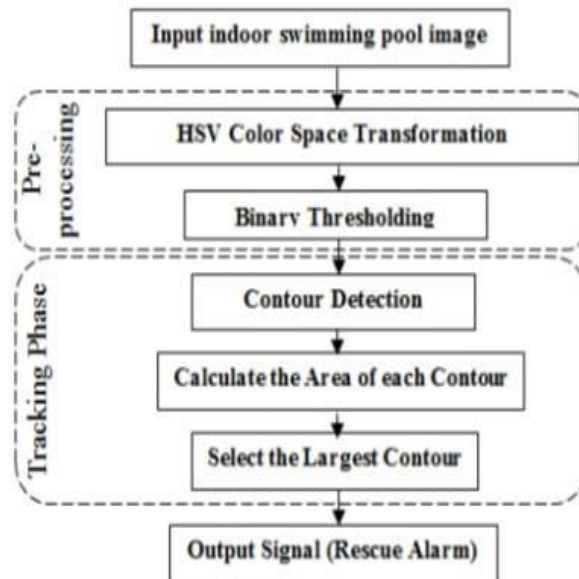 Input indoor swimming pool image
Pre-
processing
HSV Color Space Transformation
Binary Thresholding
Tracking Phase
Contour Detection
Calculate the Area of each Contour
Select the Largest Contour
Output Signal (Rescue Alarm)